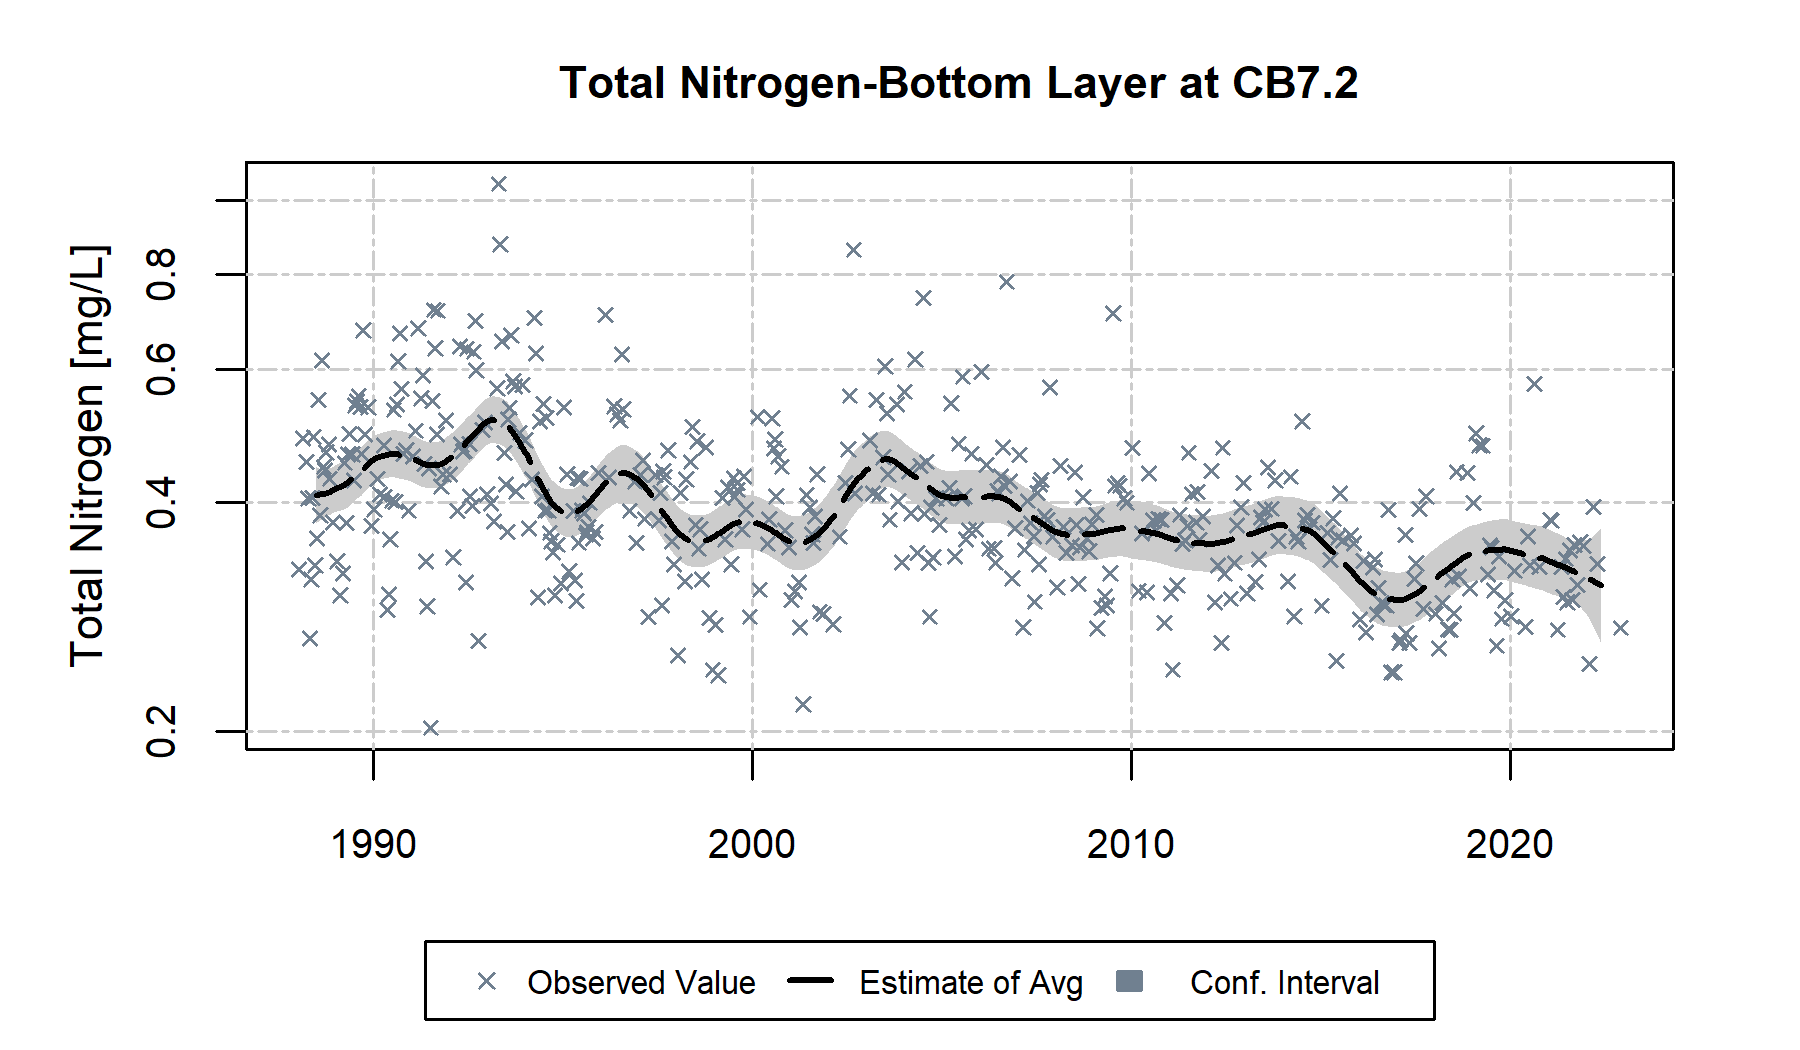 Total Nitrogen-Bottom Layer at CB7.2
Total Nitrogen [mg/L]
0.8
0.6
0.4
0.2
1990 2000 2010 2020
Observed Value Estimate of Avg Conf. Interval